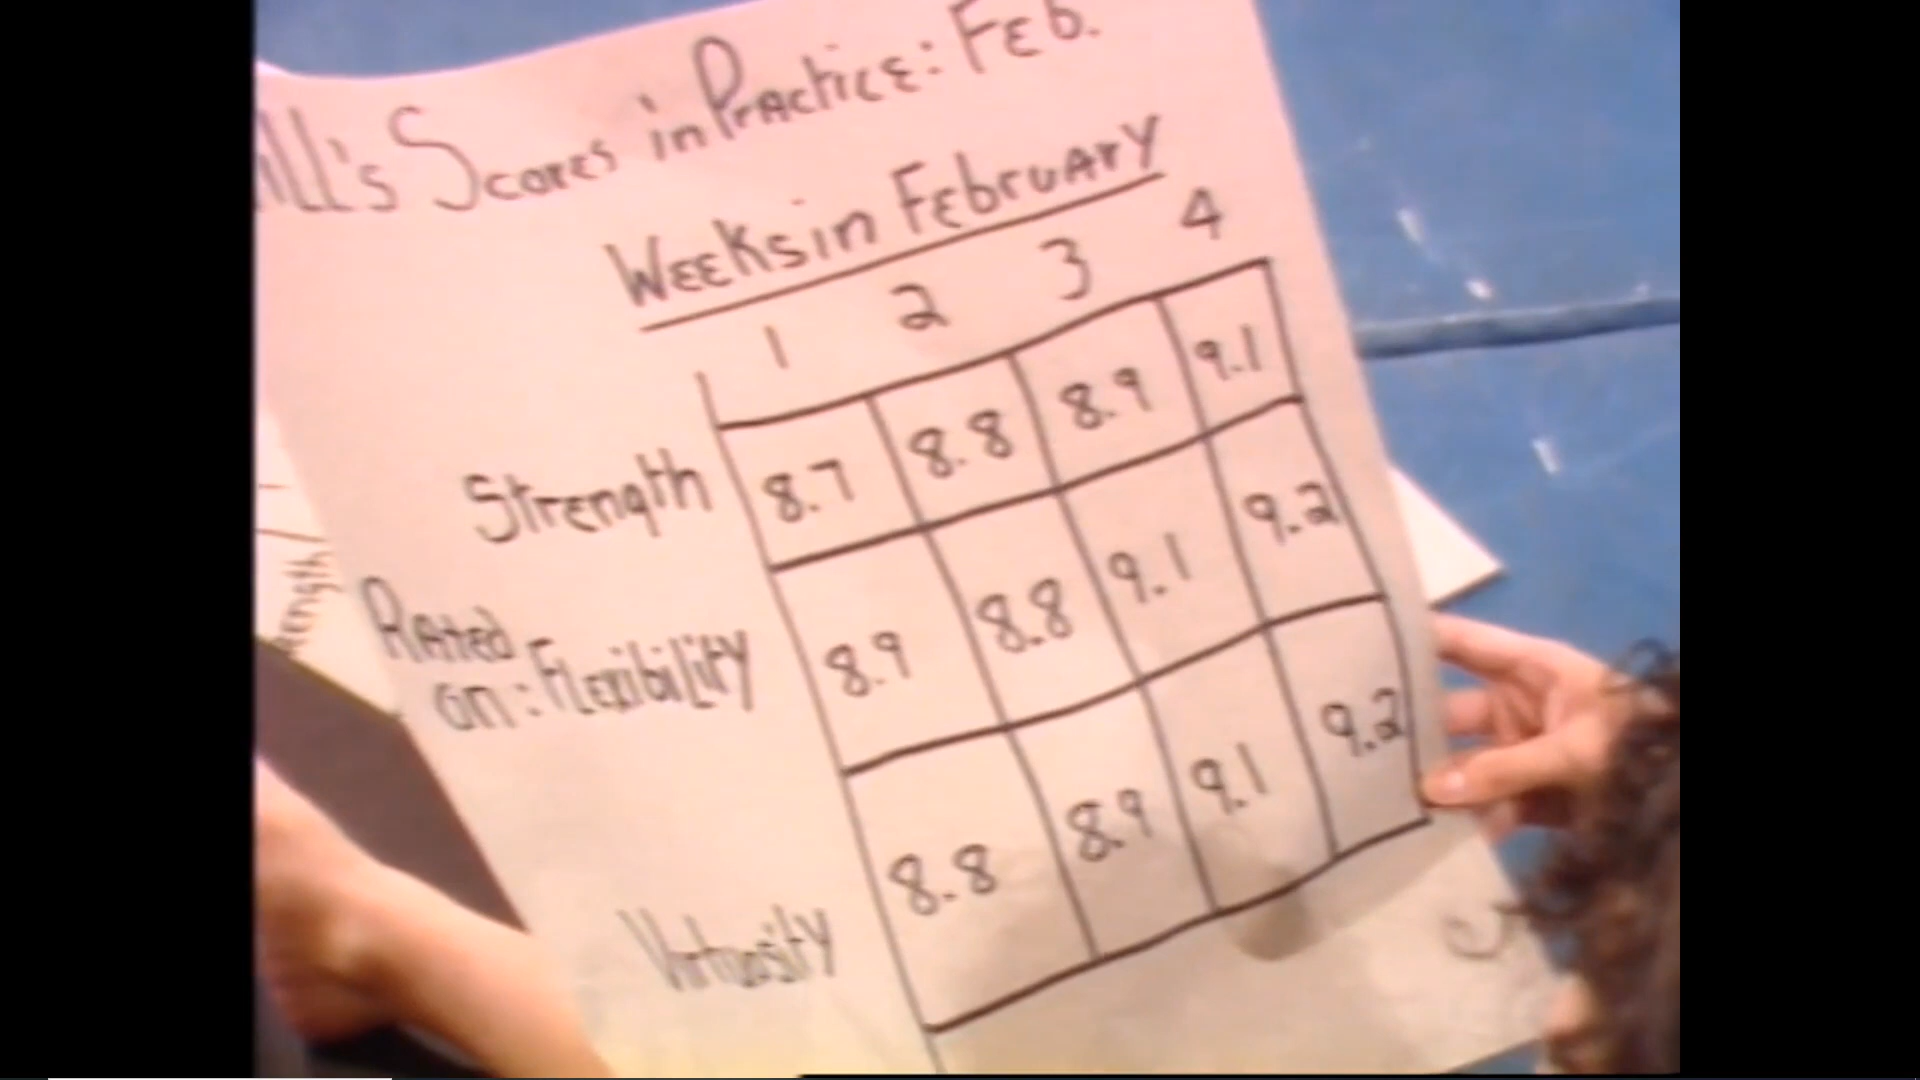 ill's Scores in Practice: Feb.
Weeks in February
1 2 3 4
Strength 8.7 8.8 8.9 9.1
Rated on: Flexibility 8.9 8.8 9.1 9.2
Virtuosity 8.8 8.9 9.1 9.2